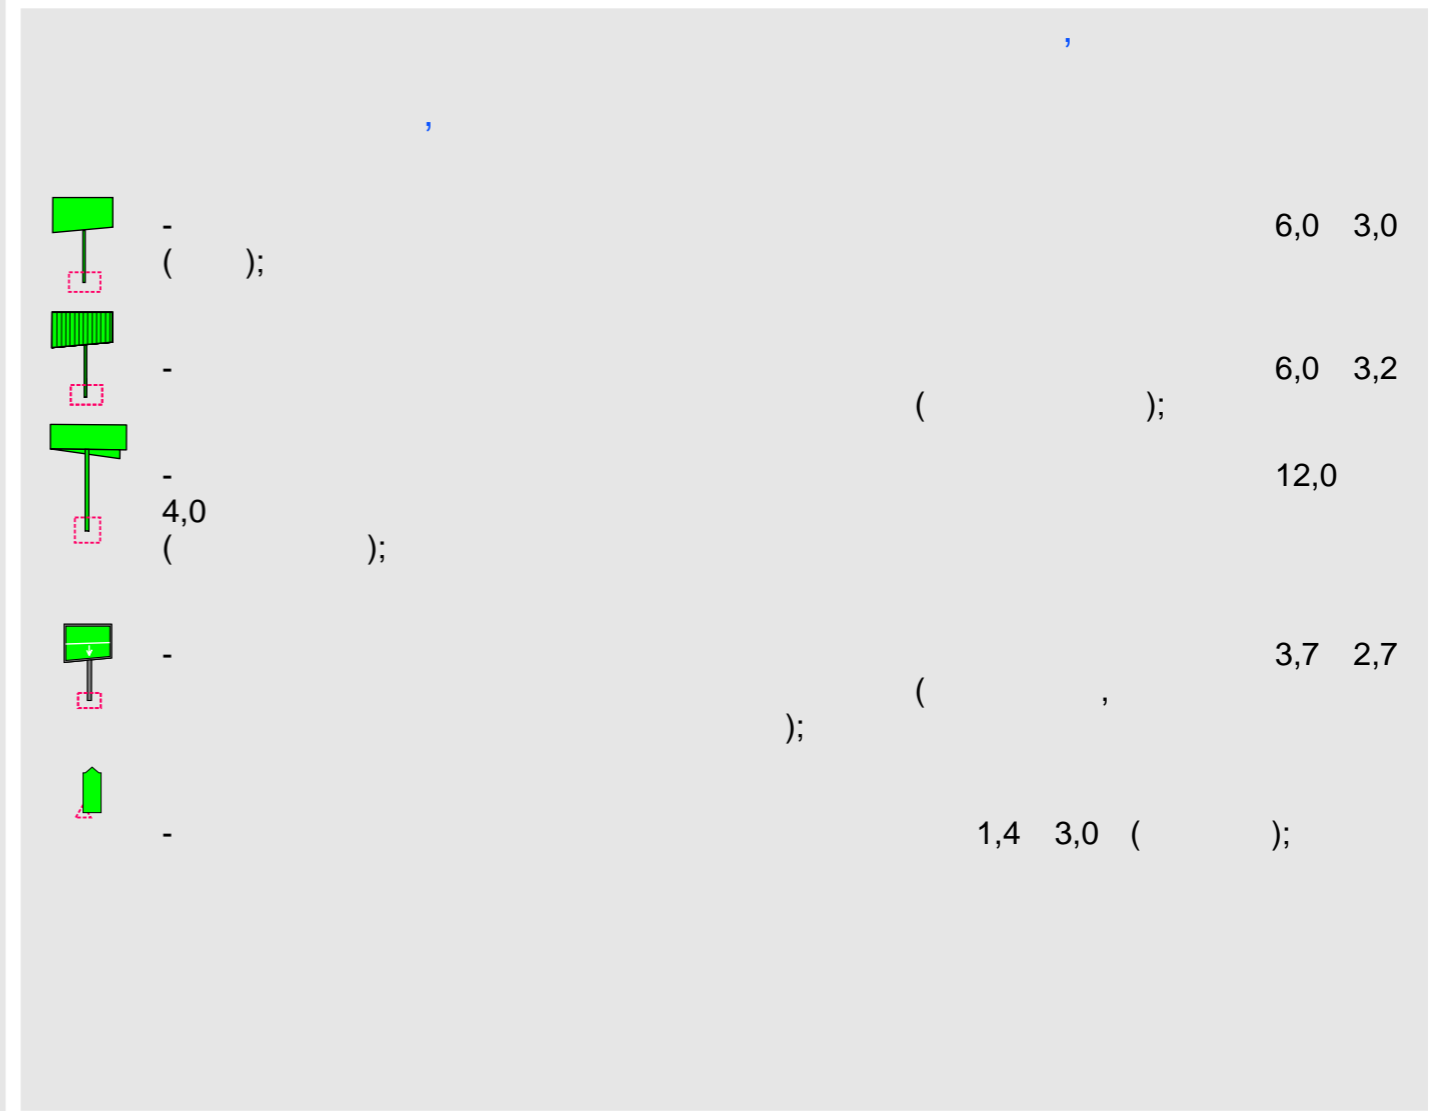 ,
,
- 6,0 3,0
( );
- 6,0 3,2
( );
- 12,0
4,0
( );
- 3,7 2,7
( ,
);
- 1,4 3,0 ( );